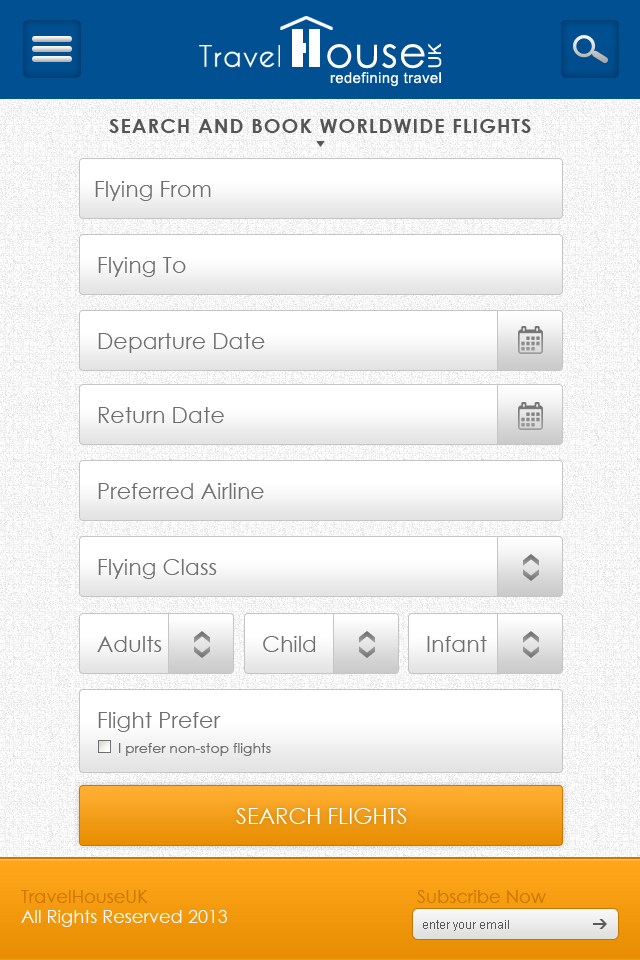 Travel House UK
redefining travel
SEARCH AND BOOK WORLDWIDE FLIGHTS
Flying From
Flying To
Departure Date
Return Date
Preferred Airline
Flying Class
Adults
Child
Infant
Flight Prefer
I prefer non-stop flights
SEARCH FLIGHTS
TravelHouseUK
All Rights Reserved 2013
Subscribe Now
enter your email